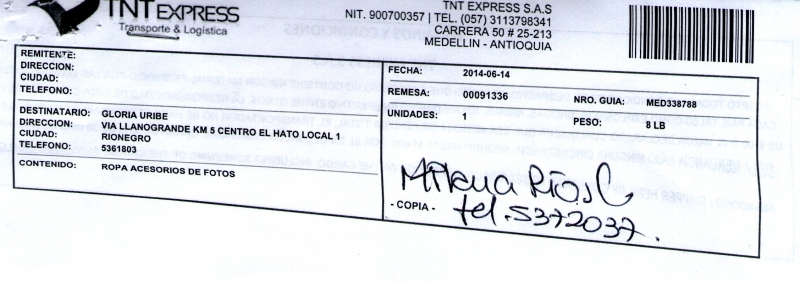 TNT EXPRESS
Transporte & Logística
TNT EXPRESS S.A.S
NIT. 900700357 | TEL. (057) 3113798341
CARRERA 50 # 25-213
MEDELLIN - ANTIOQUIA
REMITENTE:
DIRECCION:
CIUDAD:
TELEFONO:
FECHA: 2014-06-14
REMESA: 00091336 NRO. GUIA: MED338788
UNIDADES: 1 PESO: 8 LB
DESTINATARIO: GLORIA URIBE
DIRECCION: VIA LLANOGRANDE KM 5 CENTRO EL HATO LOCAL 1
CIUDAD: RIONEGRO
TELEFONO: 5361803
CONTENIDO: ROPA ACESORIOS DE FOTOS
Milena Ríos C
- COPIA - tel. 5372037.